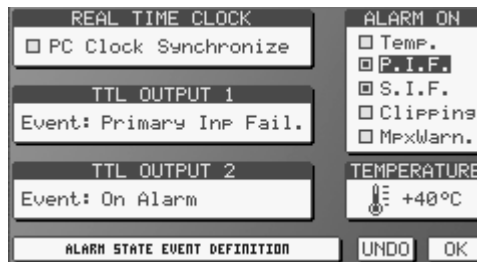 REAL TIME CLOCK
PC Clock Synchronize
TTL OUTPUT 1
Event: Primary Inp Fail.
TTL OUTPUT 2
Event: On Alarm
ALARM STATE EVENT DEFINITION
ALARM ON
Temp.
P.I.F.
S.I.F.
Clipping
MpxWarn.
TEMPERATURE
+40°C
UNDO OK